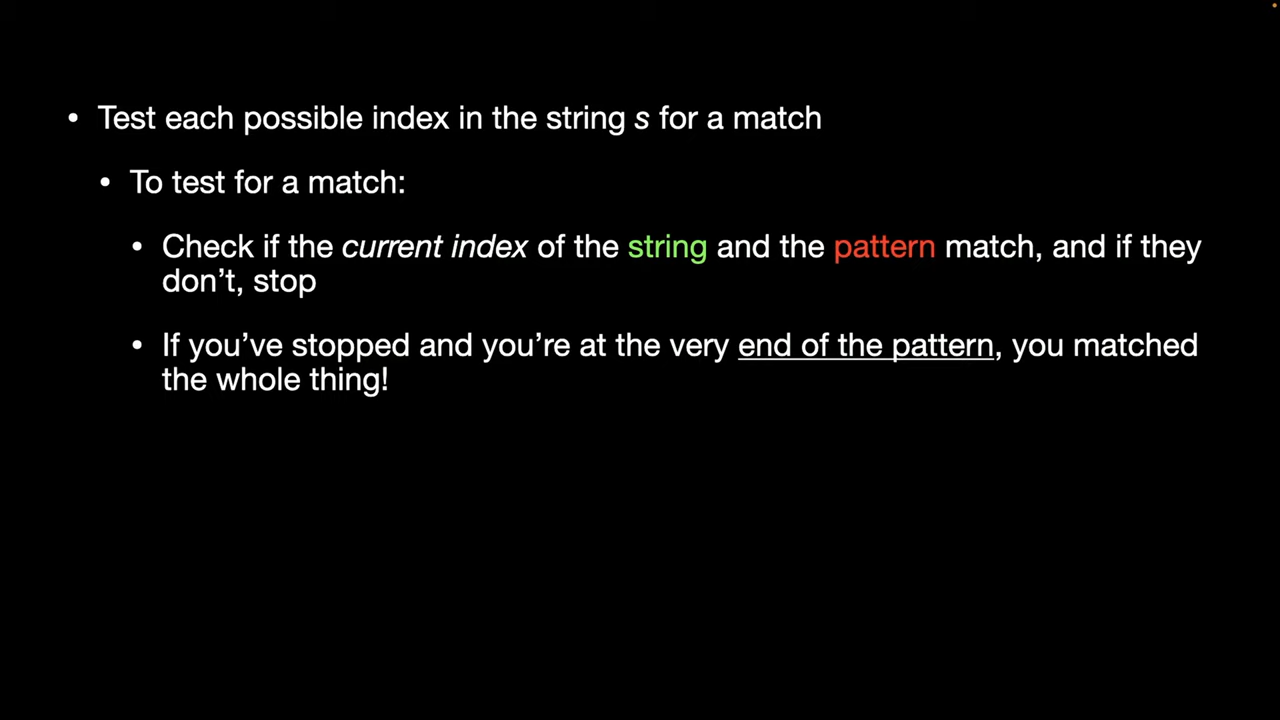 • Test each possible index in the string s for a match
• To test for a match:
• Check if the current index of the string and the pattern match, and if they
don’t, stop
• If you’ve stopped and you’re at the very end of the pattern, you matched
the whole thing!